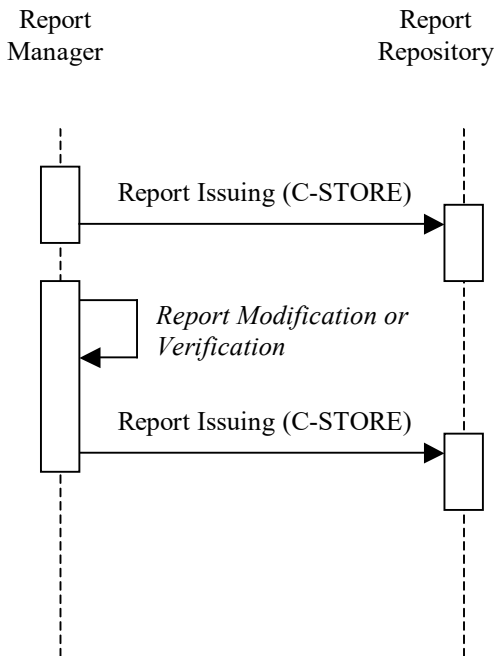 Report
Manager
Report
Repository
Report Issuing (C-STORE)
Report Modification or
Verification
Report Issuing (C-STORE)